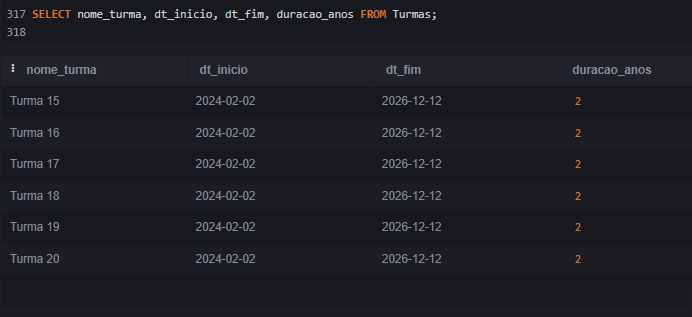 317 SELECT nome_turma, dt_inicio, dt_fim, duracao_anos FROM Turmas;
318
nome_turma dt_inicio dt_fim duracao_anos
Turma 15 2024-02-02 2026-12-12 2
Turma 16 2024-02-02 2026-12-12 2
Turma 17 2024-02-02 2026-12-12 2
Turma 18 2024-02-02 2026-12-12 2
Turma 19 2024-02-02 2026-12-12 2
Turma 20 2024-02-02 2026-12-12 2